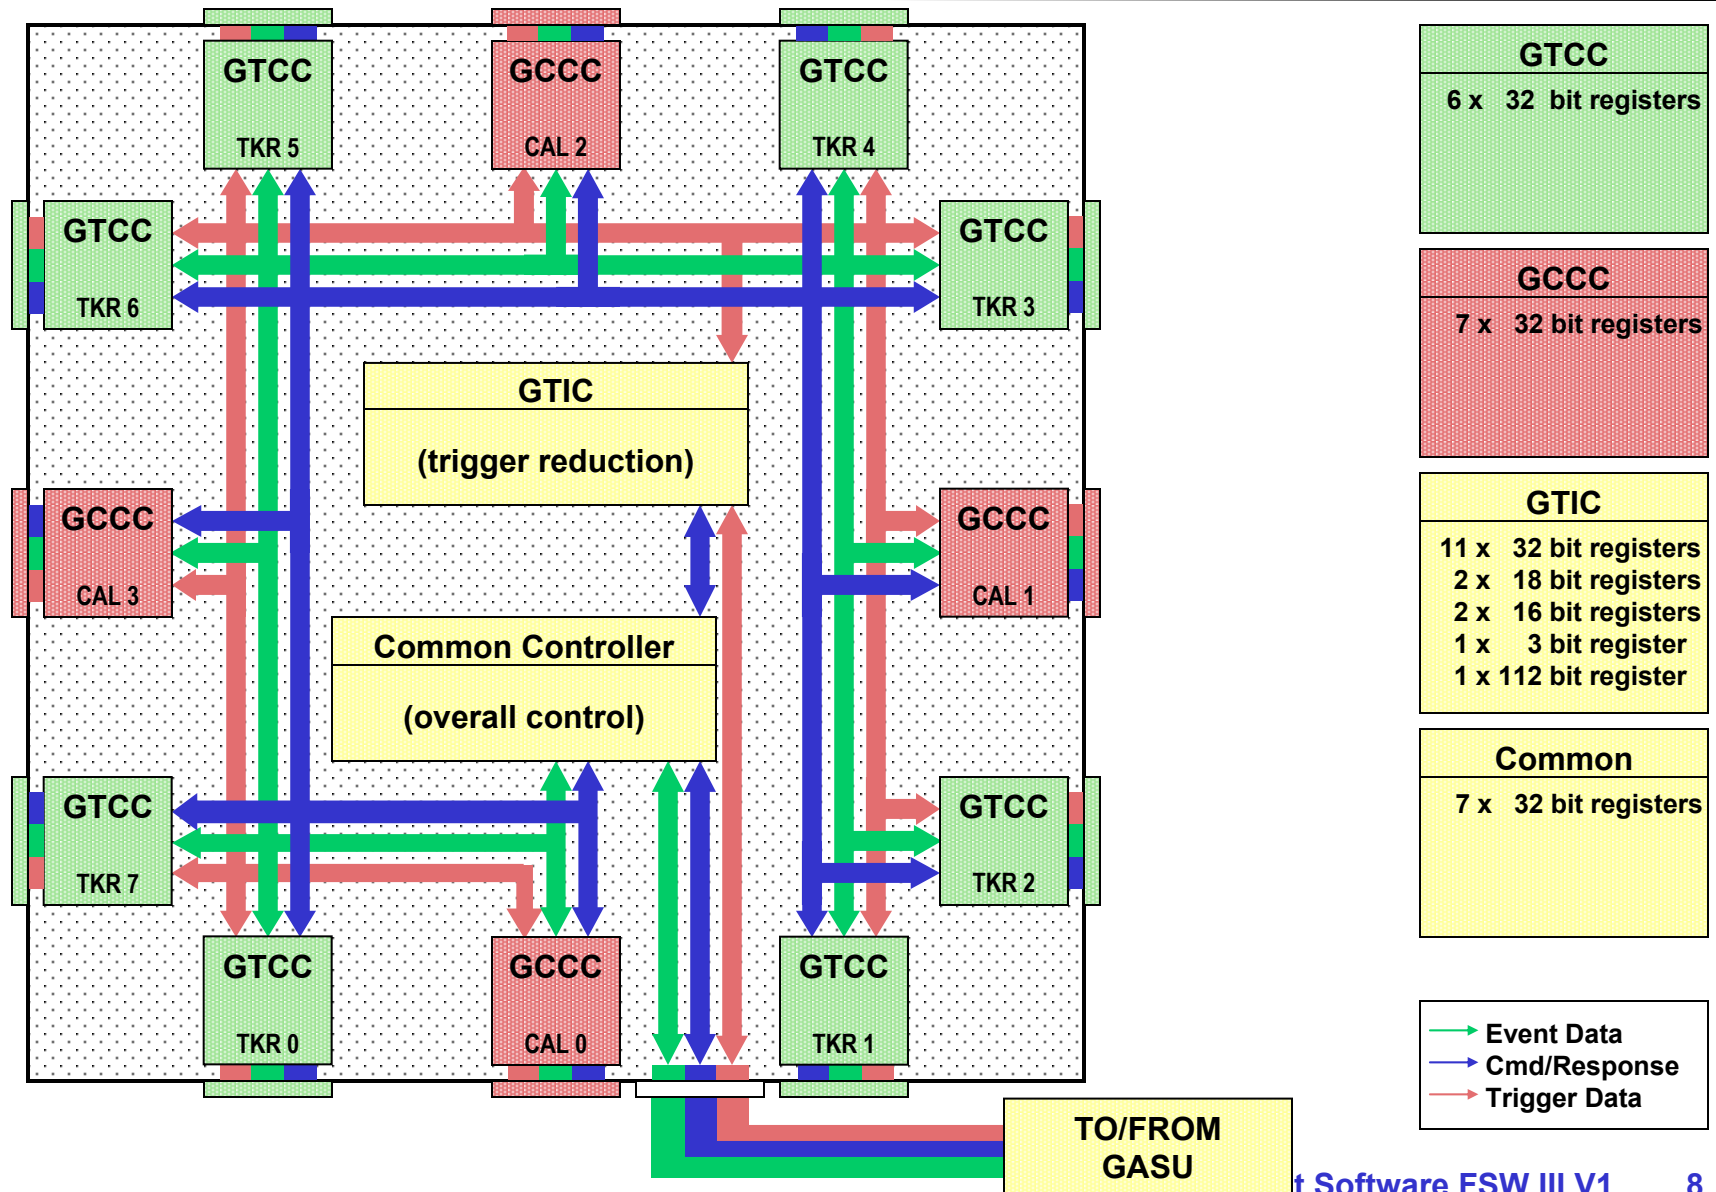 GTCC
TKR 5
GCCC
CAL 2
GTCC
TKR 4
GTCC
TKR 6
GTCC
TKR 3
GTIC
(trigger reduction)
GCCC
CAL 3
GCCC
CAL 1
Common Controller
(overall control)
GTCC
TKR 7
GTCC
TKR 2
GTCC
TKR 0
GCCC
CAL 0
GTCC
TKR 1
TO/FROM
GASU
GTCC
6 x 32 bit registers
GCCC
7 x 32 bit registers
GTIC
11 x 32 bit registers
2 x 18 bit registers
2 x 16 bit registers
1 x 3 bit register
1 x 112 bit register
Common
7 x 32 bit registers
Event Data
Cmd/Response
Trigger Data
Software FSW III V1 8